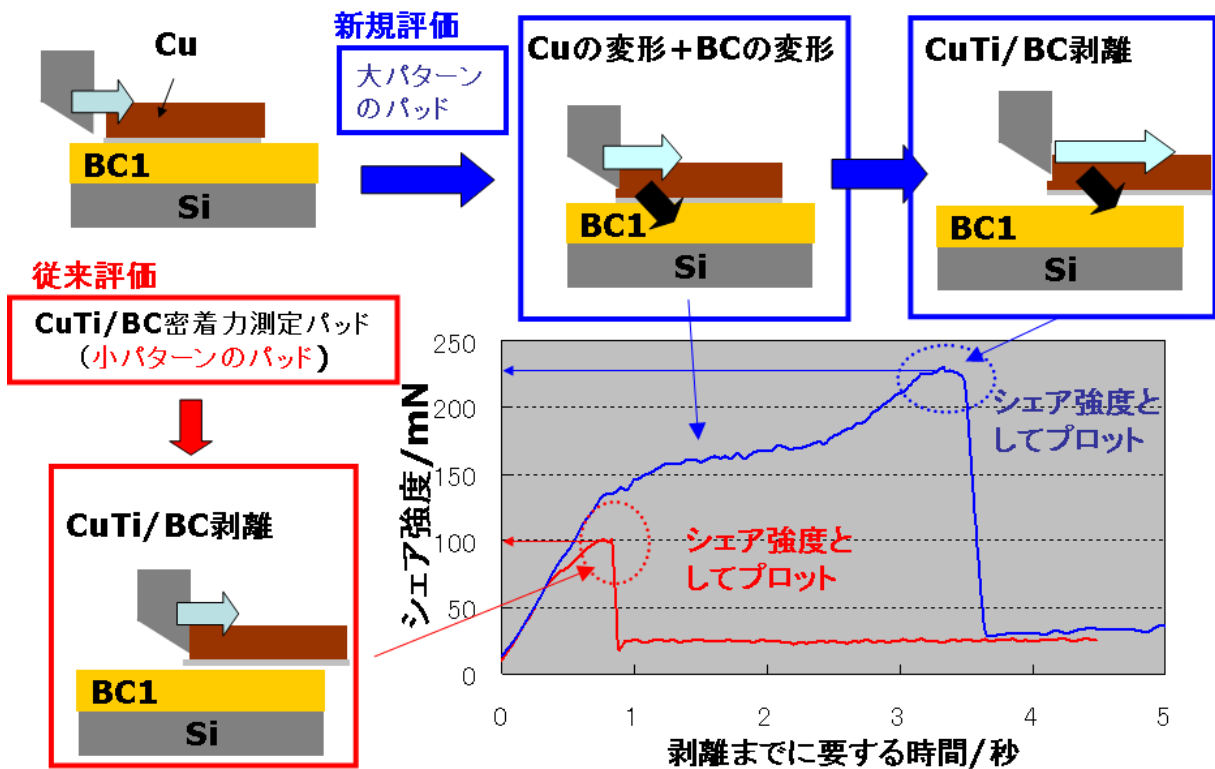 Cu
BC1
Si
新規評価
大パターン
のパッド
Cuの変形+BCの変形
BC1
Si
CuTi/BC剥離
BC1
Si
従来評価
CuTi/BC密着力測定パッド
(小パターンのパッド)
CuTi/BC剥離
BC1
Si
シェア強度/mN
250
200
150
100
50
0
シェア強度と
してプロット
シェア強度と
してプロット
0
1
2
3
4
5
剥離までに要する時間/秒